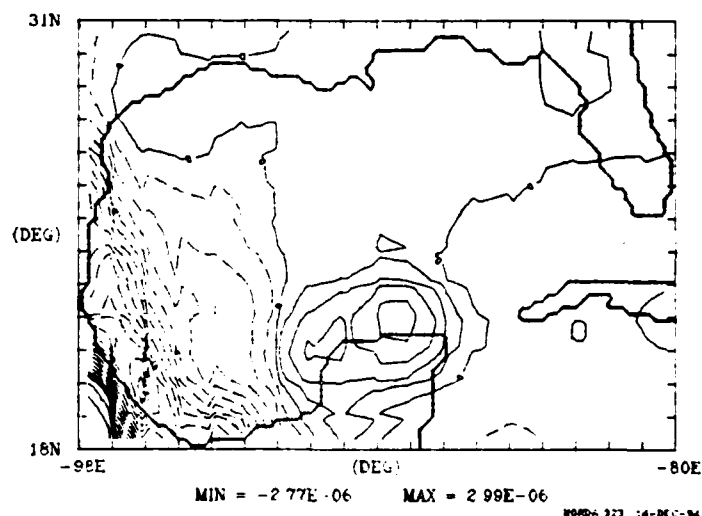 31N
(DEG)
18N
-98E
(DEG)
-80E
MIN = -2.77E-06 MAX = 2.99E-06